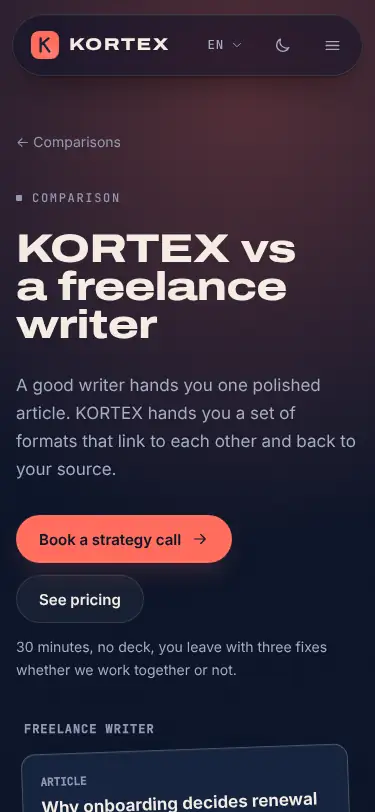 K KORTEX EN
← Comparisons
COMPARISON
KORTEX vs
a freelance
writer
A good writer hands you one polished
article. KORTEX hands you a set of
formats that link to each other and back to
your source.
Book a strategy call →
See pricing
30 minutes, no deck, you leave with three fixes
whether we work together or not.
FREELANCE WRITER
ARTICLE
Why onboarding decides renewal